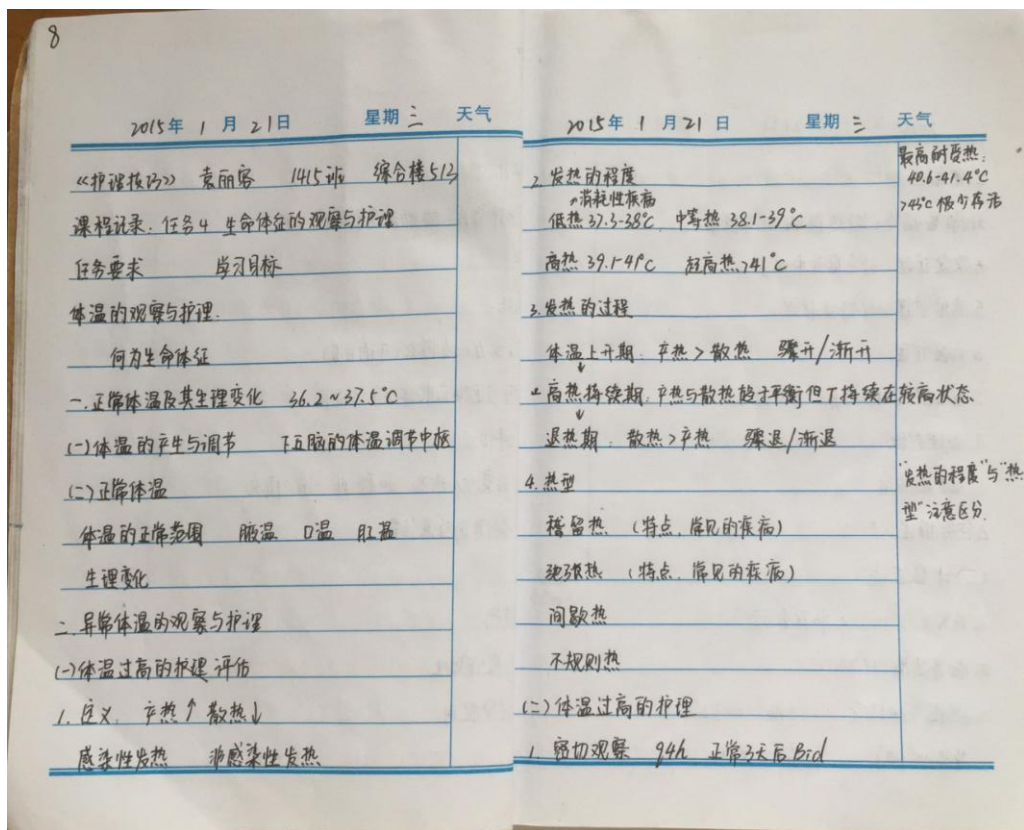 8
2015年 1月 21日 星期三 天气
《护理技巧》 袁丽容 1415班 综合楼513
课程记录:任务4 生命体征的观察与护理
任务要求 学习目标
体温的观察与护理.
何为生命体征
一.正常体温及其生理变化 36.2~37.5°C
(一)体温的产生与调节 下丘脑的体温调节中枢
(二)正常体温
体温的正常范围 腋温 口温 肛温
生理变化
二.异常体温的观察与护理
(一)体温过高的护理评估
1. 定义. 产热↑ 散热↓
感染性发热 非感染性发热
2015年 1月 21日 星期三 天气
2. 发热的程度
消耗性疾病
低热37.3-38°C. 中等热38.1-39°C
高热39.1-41°C 超高热>41°C
3.发热的过程
体温上升期. 产热>散热 骤升/渐升
↓
高热持续期. 产热与散热趋于平衡但T持续在较高状态
↓
退热期. 散热>产热 骤退/渐退
4.热型
稽留热 (特点.常见的疾病)
弛张热 (特点.常见的疾病)
间歇热
不规则热
(二)体温过高的护理
1. 密切观察 q4h 正常3天后Bid
最高耐受热:
40.6-41.4°C
>43°C很少存活
"发热的程度"与"热
型"注意区分.